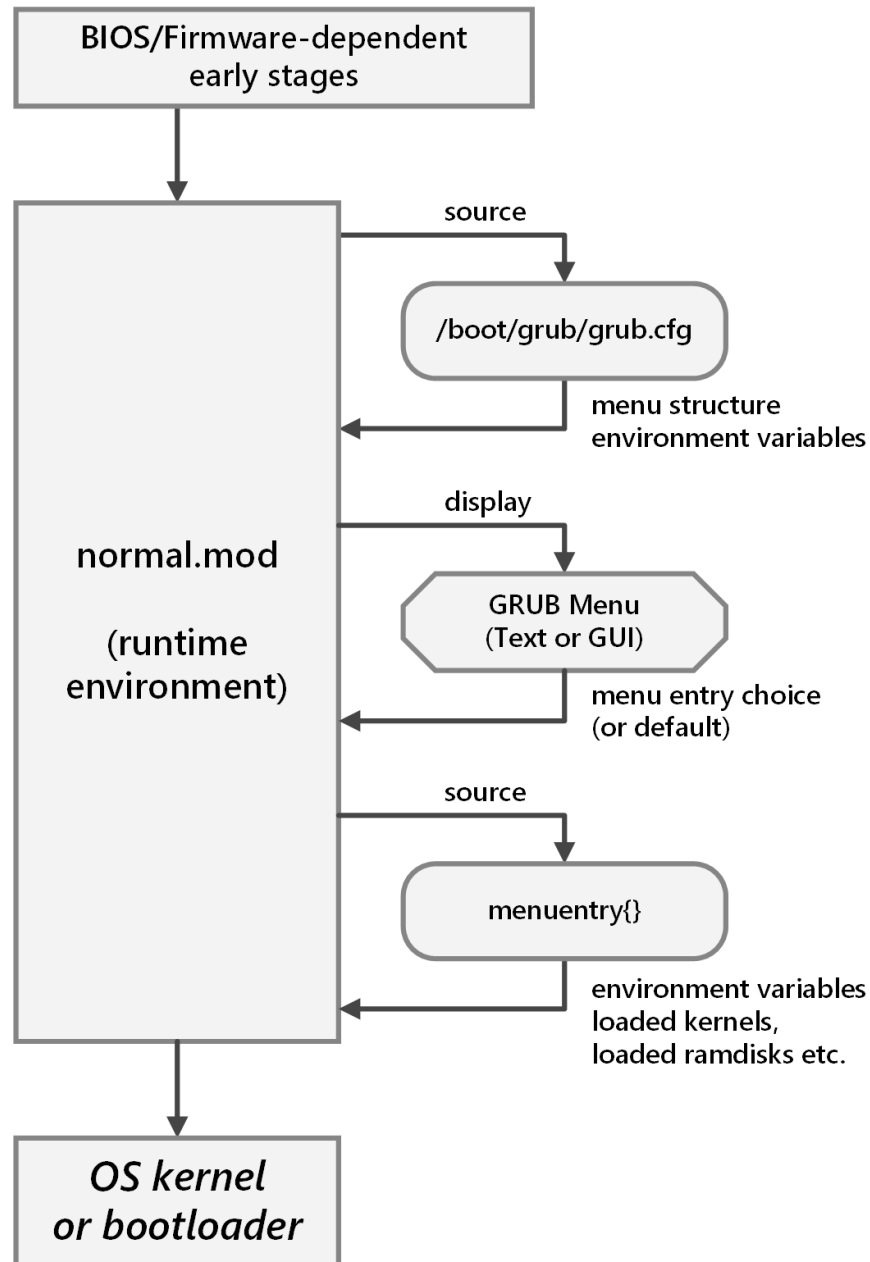 BIOS/Firmware-dependent
early stages
source
/boot/grub/grub.cfg
menu structure
environment variables
display
normal.mod
GRUB Menu
(Text or GUI)
(runtime
environment)
menu entry choice
(or default)
source
menuentry{}
environment variables
loaded kernels,
loaded ramdisks etc.
OS kernel
or bootloader